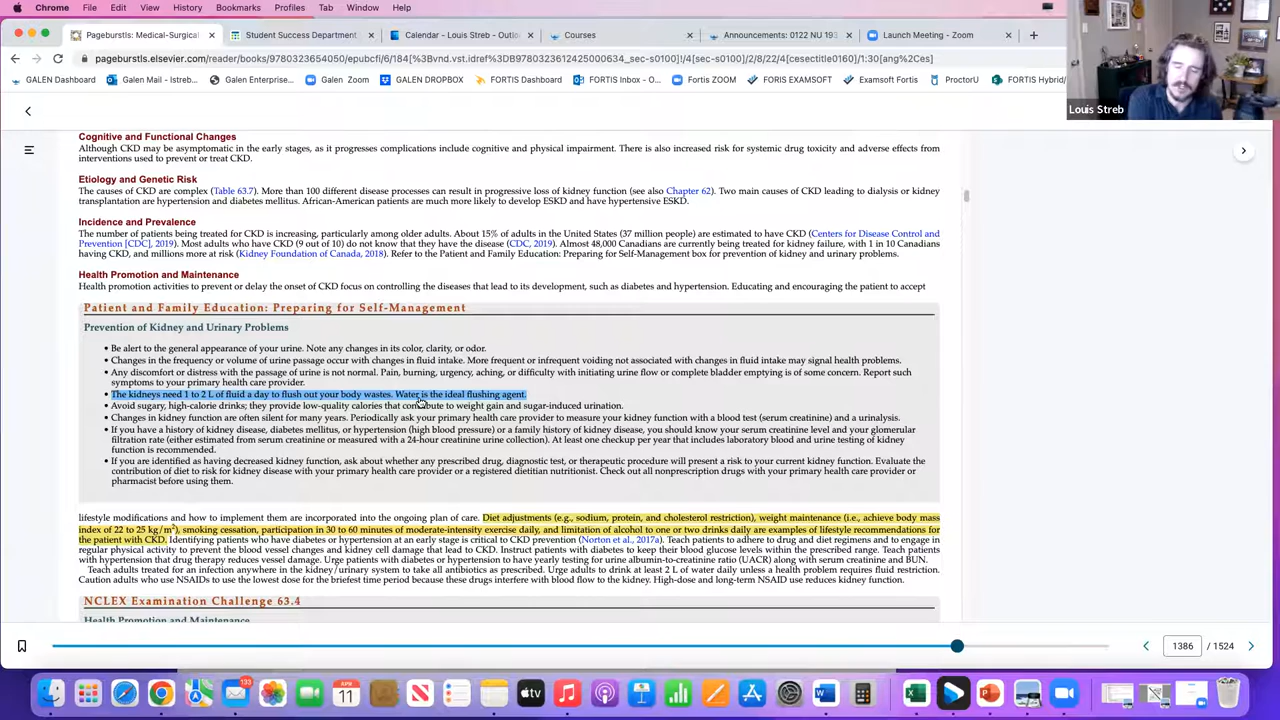 Chrome File Edit View History Bookmarks Profiles Tab Window Help
Pageburstls: Medical-Surgical
Student Success Department
Calendar - Louis Streb - Outloo
Courses
Announcements: 0122 NU 193
Launch Meeting - Zoom
pageburstls.elsevier.com/reader/books/9780323654050/epubcfi/6/184[%3Bvnd.vst.idref%3DB9780323612425000634_sec-s0100]!/4[sec-s0100]/2/8/22/4[cesectitle0160]/1:30[ang%2Ces]
GALEN Dashboard Galen Mail - lstreb... Galen Enterprise... Galen Zoom GALEN DROPBOX FORTIS Dashboard FORTIS Inbox - O... Fortis ZOOM FORIS EXAMSOFT Examsoft Fortis ProctorU FORTIS Hybrid/
Louis Streb
Cognitive and Functional Changes
Although CKD may be asymptomatic in the early stages, as it progresses complications include cognitive and physical impairment. There is also increased risk for systemic drug toxicity and adverse effects from
interventions used to prevent or treat CKD.
Etiology and Genetic Risk
The causes of CKD are complex (Table 63.7). More than 100 different disease processes can result in progressive loss of kidney function (see also Chapter 62). Two main causes of CKD leading to dialysis or kidney
transplantation are hypertension and diabetes mellitus. African-American patients are much more likely to develop ESKD and have hypertensive ESKD.
Incidence and Prevalence
The number of patients being treated for CKD is increasing, particularly among older adults. About 15% of adults in the United States (37 million people) are estimated to have CKD (Centers for Disease Control and
Prevention [CDC], 2019). Most adults who have CKD (9 out of 10) do not know that they have the disease (CDC, 2019). Almost 48,000 Canadians are currently being treated for kidney failure, with 1 in 10 Canadians
having CKD, and millions more at risk (Kidney Foundation of Canada, 2018). Refer to the Patient and Family Education: Preparing for Self-Management box for prevention of kidney and urinary problems.
Health Promotion and Maintenance
Health promotion activities to prevent or delay the onset of CKD focus on controlling the diseases that lead to its development, such as diabetes and hypertension. Educating and encouraging the patient to accept
Patient and Family Education: Preparing for Self-Management
Prevention of Kidney and Urinary Problems
• Be alert to the general appearance of your urine. Note any changes in its color, clarity, or odor.
• Changes in the frequency or volume of urine passage occur with changes in fluid intake. More frequent or infrequent voiding not associated with changes in fluid intake may signal health problems.
• Any discomfort or distress with the passage of urine is not normal. Pain, burning, urgency, aching, or difficulty with initiating urine flow or complete bladder emptying is of some concern. Report such
symptoms to your primary health care provider.
• The kidneys need 1 to 2 L of fluid a day to flush out your body wastes. Water is the ideal flushing agent.
• Avoid sugary, high-calorie drinks; they provide low-quality calories that contribute to weight gain and sugar-induced urination.
• Changes in kidney function are often silent for many years. Periodically ask your primary health care provider to measure your kidney function with a blood test (serum creatinine) and a urinalysis.
• If you have a history of kidney disease, diabetes mellitus, or hypertension (high blood pressure) or a family history of kidney disease, you should know your serum creatinine level and your glomerular
filtration rate (either estimated from serum creatinine or measured with a 24-hour creatinine urine collection). At least one checkup per year that includes laboratory blood and urine testing of kidney
function is recommended.
• If you are identified as having decreased kidney function, ask about whether any prescribed drug, diagnostic test, or therapeutic procedure will present a risk to your current kidney function. Evaluate the
contribution of diet to risk for kidney disease with your primary health care provider or a registered dietitian nutritionist. Check out all nonprescription drugs with your primary health care provider or
pharmacist before using them.
lifestyle modifications and how to implement them are incorporated into the ongoing plan of care. Diet adjustments (e.g., sodium, protein, and cholesterol restriction), weight maintenance (i.e., achieve body mass
index of 22 to 25 kg/m2), smoking cessation, participation in 30 to 60 minutes of moderate-intensity exercise daily, and limitation of alcohol to one or two drinks daily are examples of lifestyle recommendations for
the patient with CKD. Identifying patients who have diabetes or hypertension at an early stage is critical to CKD prevention (Norton et al., 2017a). Teach patients to adhere to drug and diet regimens and to engage in
regular physical activity to prevent the blood vessel changes and kidney cell damage that lead to CKD. Instruct patients with diabetes to keep their blood glucose levels within the prescribed range. Teach patients
with hypertension that drug therapy reduces vessel damage. Urge patients with diabetes or hypertension to have yearly testing for urine albumin-to-creatinine ratio (UACR) along with serum creatinine and BUN.
Teach adults treated for an infection anywhere in the kidney/urinary system to take all antibiotics as prescribed. Urge adults to drink at least 2 L of water daily unless a health problem requires fluid restriction.
Caution adults who use NSAIDs to use the lowest dose for the briefest time period because these drugs interfere with blood flow to the kidney. High-dose and long-term NSAID use reduces kidney function.
NCLEX Examination Challenge 63.4
Health Promotion and Maintenance
1386 / 1524
133
APR
11
tv